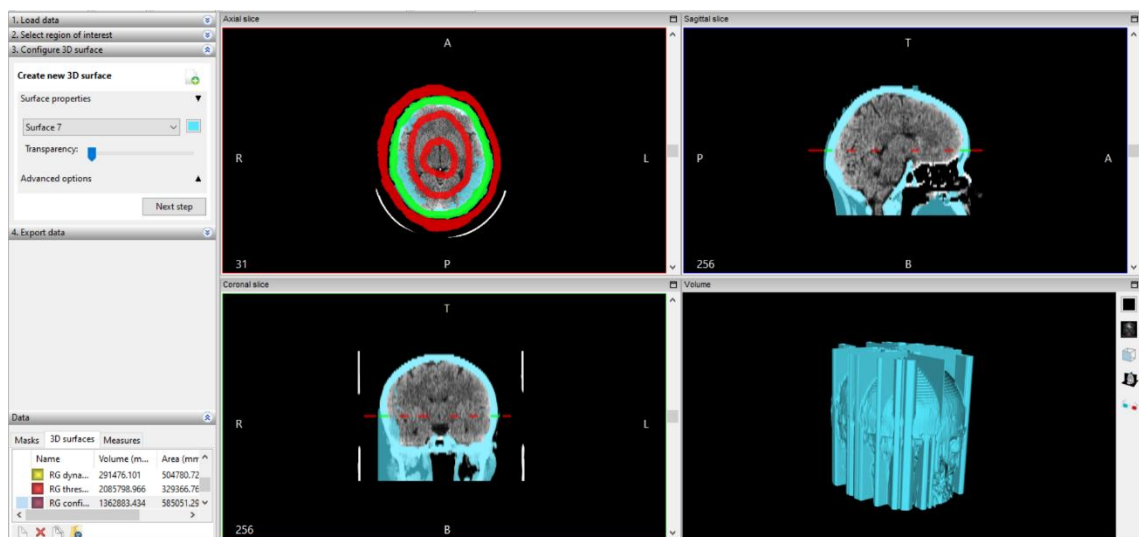 1. Load data
2. Select region of interest
3. Configure 3D surface
Create new 3D surface
Surface properties
Surface 7
Transparency:
Advanced options
Next step
4. Export data
Data
Masks 3D surfaces Measures
Name Volume (m... Area (mm
RG dyna... 291476.101 504780.72
RG thres... 2085798.966 329366.76
RG confi... 1362883.434 585051.29
Axial slice
A
R L
31 P
Sagittal slice
T
P A
256 B
Coronal slice
T
R L
256 B
Volume